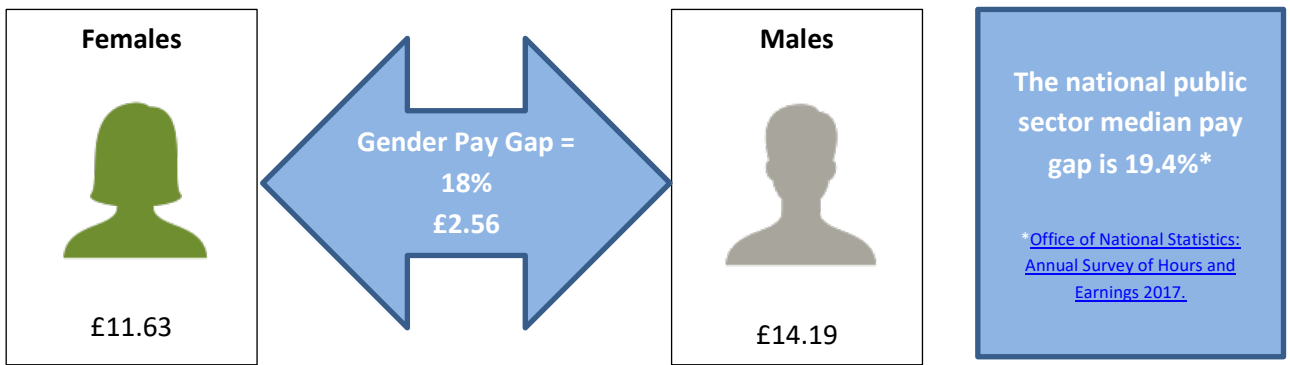 Females
£11.63
Gender Pay Gap =
18%
£2.56
Males
£14.19
The national public
sector median pay
gap is 19.4%*
*Office of National Statistics:
Annual Survey of Hours and
Earnings 2017.